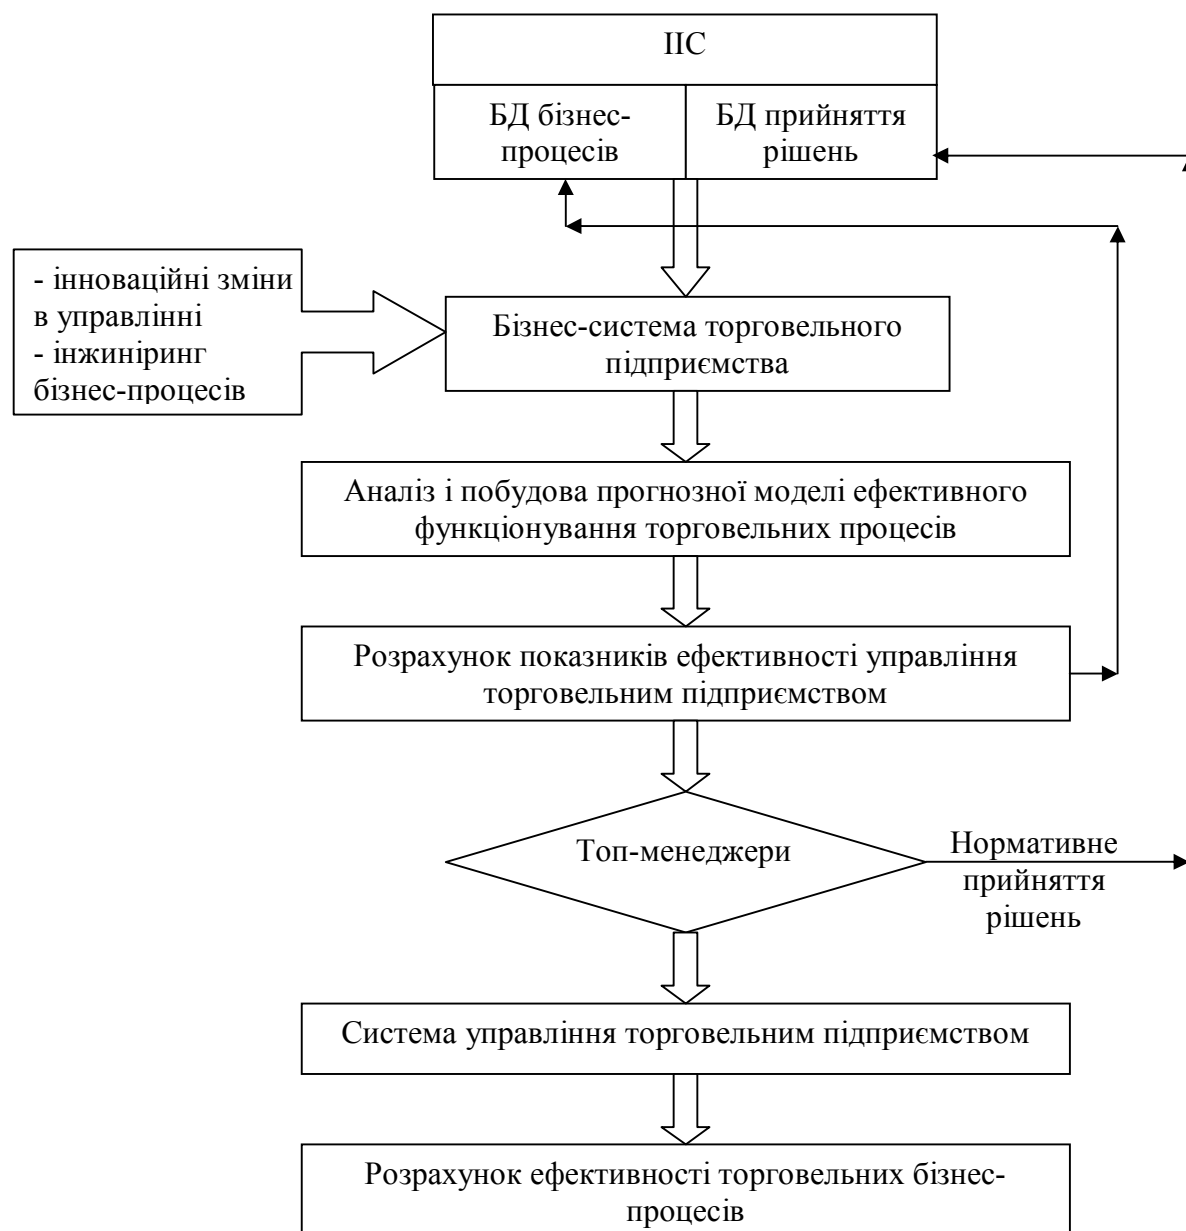 ІІС
БД бізнес-
процесів
БД прийняття
рішень
- інноваційні зміни
в управлінні
- інжиніринг
бізнес-процесів
Бізнес-система торговельного
підприємства
Аналіз і побудова прогнозної моделі ефективного
функціонування торговельних процесів
Розрахунок показників ефективності управління
торговельним підприємством
Топ-менеджери
Нормативне
прийняття
рішень
Система управління торговельним підприємством
Розрахунок ефективності торговельних бізнес-
процесів